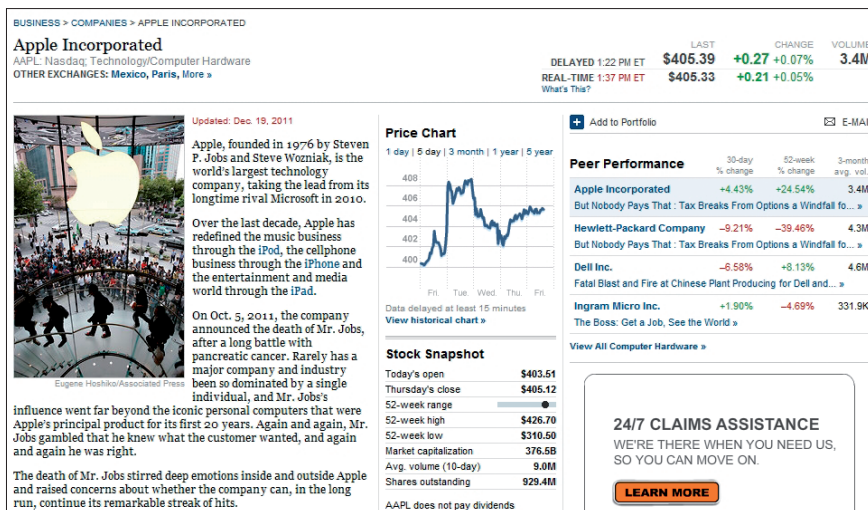 BUSINESS > COMPANIES > APPLE INCORPORATED
Apple Incorporated
AAPL: Nasdaq; Technology/Computer Hardware
OTHER EXCHANGES: Mexico, Paris, More »
LAST CHANGE VOLUME
DELAYED 1:22 PM ET $405.39 +0.27 +0.07% 3.4M
REAL-TIME 1:37 PM ET $405.33 +0.21 +0.05%
What's This?
Eugene Hoshiko/Associated Press
Updated: Dec. 19, 2011
Apple, founded in 1976 by Steven
P. Jobs and Steve Wozniak, is the
world's largest technology
company, taking the lead from its
longtime rival Microsoft in 2010.
Over the last decade, Apple has
redefined the music business
through the iPod, the cellphone
business through the iPhone and
the entertainment and media
world through the iPad.
On Oct. 5, 2011, the company
announced the death of Mr. Jobs,
after a long battle with
pancreatic cancer. Rarely has a
major company and industry
been so dominated by a single
individual, and Mr. Jobs's
influence went far beyond the iconic personal computers that were
Apple's principal product for its first 20 years. Again and again, Mr.
Jobs gambled that he knew what the customer wanted, and again
and again he was right.
The death of Mr. Jobs stirred deep emotions inside and outside Apple
and raised concerns about whether the company can, in the long
run, continue its remarkable streak of hits.
Price Chart
1 day | 5 day | 3 month | 1 year | 5 year
408
406
404
402
400
Fri. Tue. Wed. Thu. Fri.
Data delayed at least 15 minutes
View historical chart »
Stock Snapshot
Today's open $403.51
Thursday's close $405.12
52-week range
52-week high $426.70
52-week low $310.50
Market capitalization 376.5B
Avg. volume (10-day) 9.0M
Shares outstanding 929.4M
AAPL does not pay dividends
Add to Portfolio E-MAI
Peer Performance 30-day % change 52-week % change 3-month avg. vol.
Apple Incorporated +4.43% +24.54% 3.4M
But Nobody Pays That : Tax Breaks From Options a Windfall fo... »
Hewlett-Packard Company –9.21% –39.46% 4.3M
But Nobody Pays That : Tax Breaks From Options a Windfall fo... »
Dell Inc. –6.58% +8.13% 4.6M
Fatal Blast and Fire at Chinese Plant Producing for Dell and... »
Ingram Micro Inc. +1.90% –4.69% 331.9K
The Boss: Get a Job, See the World »
View All Computer Hardware »
24/7 CLAIMS ASSISTANCE
WE'RE THERE WHEN YOU NEED US,
SO YOU CAN MOVE ON.
LEARN MORE